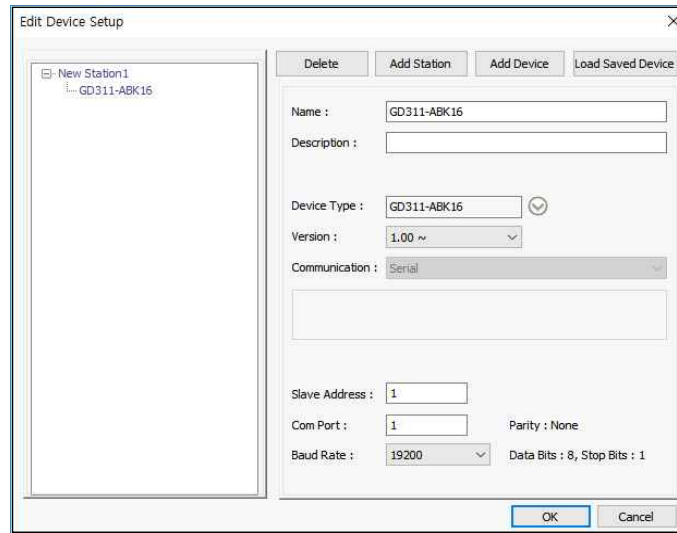 Edit Device Setup
New Station1
GD311-ABK16
Delete Add Station Add Device Load Saved Device
Name : GD311-ABK16
Description :
Device Type : GD311-ABK16
Version : 1.00 ~
Communication : Serial
Slave Address : 1
Com Port : 1 Parity : None
Baud Rate : 19200 Data Bits : 8, Stop Bits : 1
OK Cancel